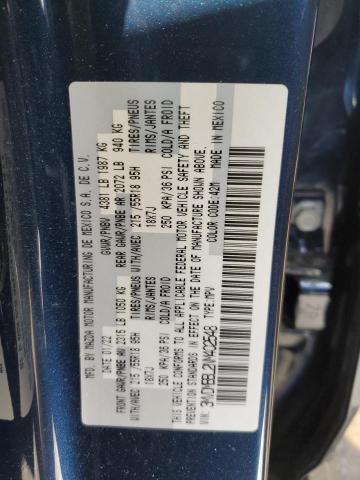 MFD BY MAZDA MOTOR MANUFACTURING DE MEXICO S.A. DE C.V.
DATE 07/22 GVWR/PNBV 4381 LB 1987 KG
FRONT GAWR/PNBE AV 2315 LB 1050 KG REAR GAWR/PNBE AR 2072 LB 940 KG
WITH/AVEC 215/55R18 95H TIRES/PNEUS WITH/AVEC 215/55R18 95H TIRES/PNEUS
18X7J RIMS/JANTES 18X7J RIMS/JANTES
250 KPA/36 PSI COLD/A FROID 250 KPA/36 PSI COLD/A FROID
THIS VEHICLE CONFORMS TO ALL APPLICABLE FEDERAL MOTOR VEHICLE SAFETY AND THEFT PREVENTION STANDARDS IN EFFECT ON THE DATE OF MANUFACTURE SHOWN ABOVE.
TYPE:MPV COLOR CODE:42M MADE IN MEXICO
VIN: